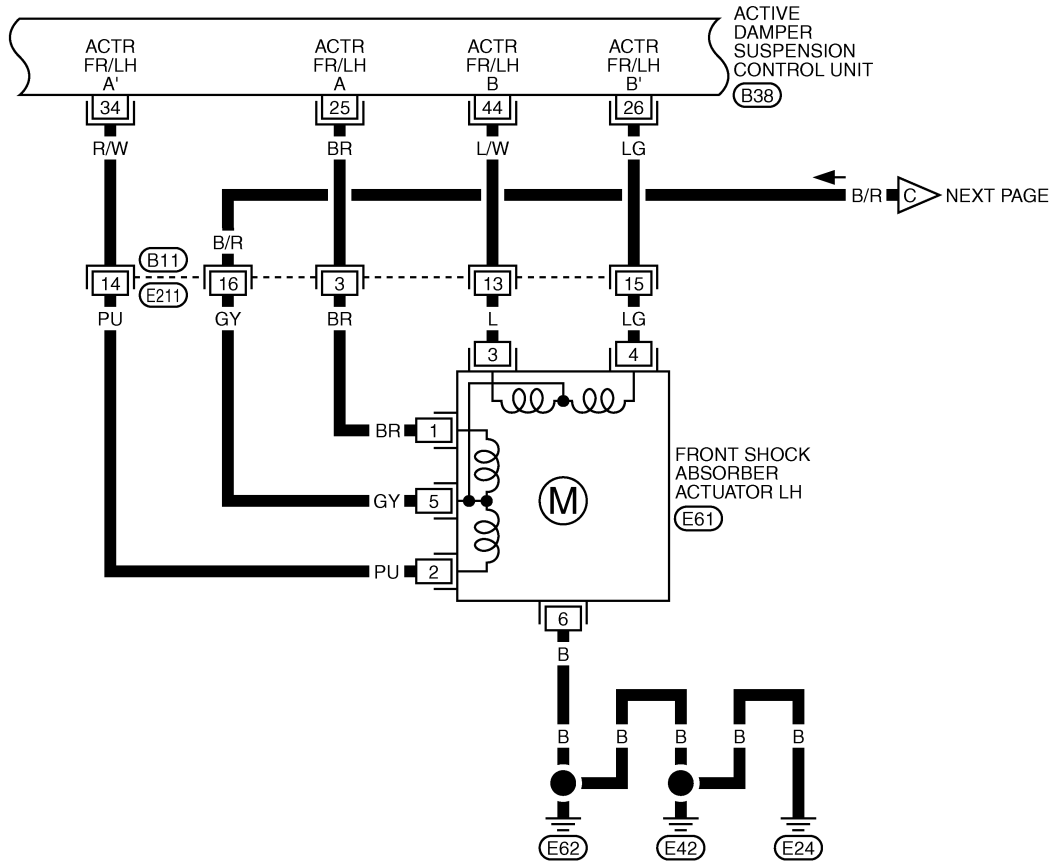 ACTIVE
DAMPER
SUSPENSION
CONTROL UNIT
B38
ACTR
FR/LH
A'
ACTR
FR/LH
A
ACTR
FR/LH
B
ACTR
FR/LH
B'
34
25
44
26
R/W
BR
L/W
LG
B/R
C
NEXT PAGE
B/R
B11
14
16
3
13
15
E211
PU
GY
BR
L
LG
3
4
BR
1
GY
5
PU
2
M
FRONT SHOCK
ABSORBER
ACTUATOR LH
E61
6
B
B
B
B
B
B
E62
E42
E24